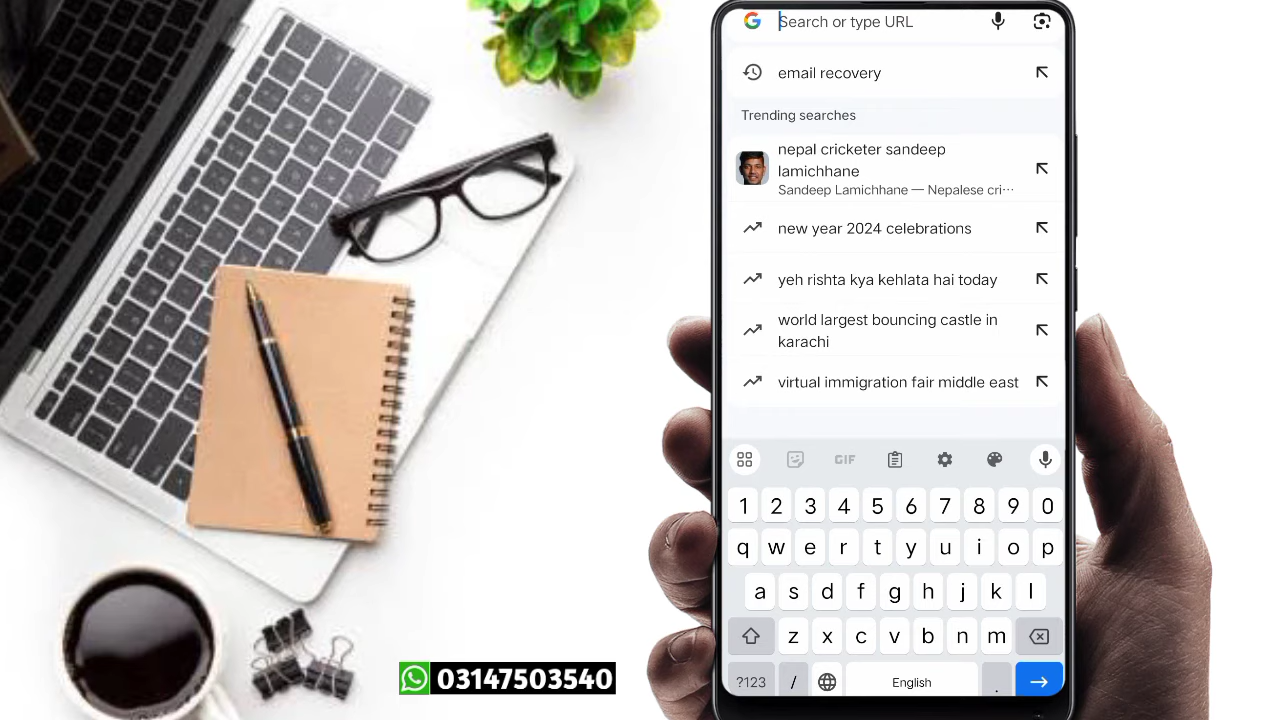 Search or type URL
email recovery
Trending searches
nepal cricketer sandeep
lamichhane
Sandeep Lamichhane — Nepalese cri···
new year 2024 celebrations
yeh rishta kya kehlata hai today
world largest bouncing castle in
karachi
virtual immigration fair middle east
GIF
1 2 3 4 5 6 7 8 9 0
q w e r t y u i o p
a s d f g h j k l
z x c v b n m
?123 / English .
03147503540